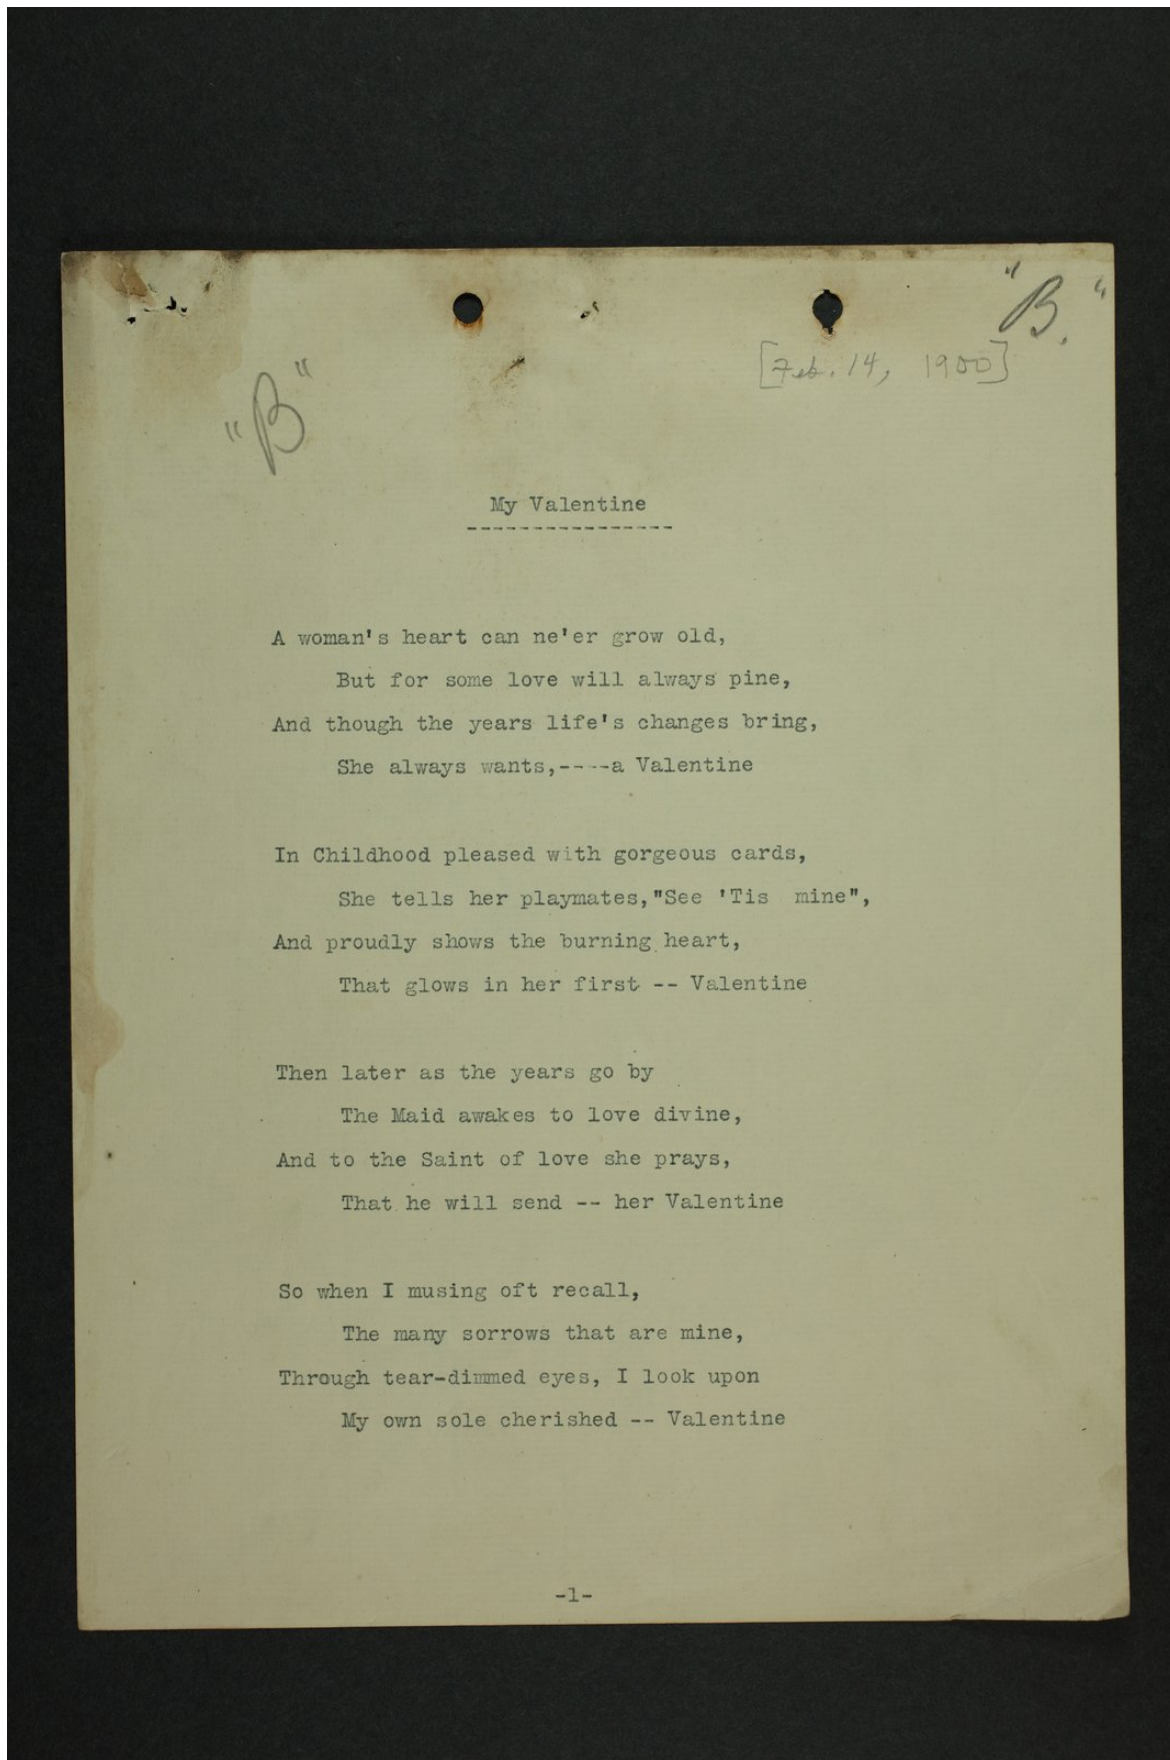 "B."
[Feb. 14, 1900]
"B"
My Valentine
----------------
A woman's heart can ne'er grow old,
But for some love will always pine,
And though the years life's changes bring,
She always wants,----a Valentine
In Childhood pleased with gorgeous cards,
She tells her playmates,"See 'Tis  mine",
And proudly shows the burning heart,
That glows in her first -- Valentine
Then later as the years go by
The Maid awakes to love divine,
And to the Saint of love she prays,
That he will send -- her Valentine
So when I musing oft recall,
The many sorrows that are mine,
Through tear-dimmed eyes, I look upon
My own sole cherished -- Valentine
-1-